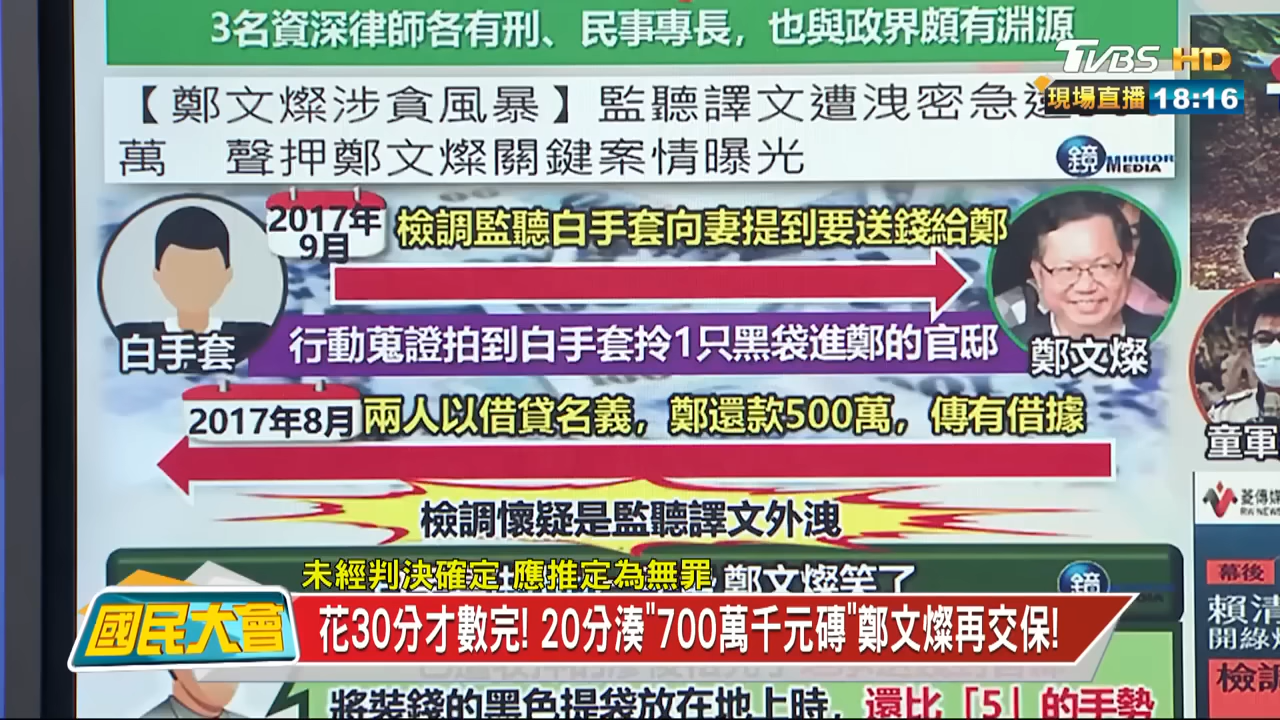 3名資深律師各有刑、民事專長，也與政界頗有淵源
TVBS HD
現場直播 18:16
【鄭文燦涉貪風暴】監聽譯文遭洩密急
萬 聲押鄭文燦關鍵案情曝光
鏡 MIRROR MEDIA
2017年
9月
檢調監聽白手套向妻提到要送錢給鄭
白手套
行動蒐證拍到白手套拎1只黑袋進鄭的官邸
鄭文燦
2017年8月
兩人以借貸名義，鄭還款500萬，傳有借據
童軍
檢調懷疑是監聽譯文外洩
菱傳媒
RW NEWS
未經判決確定 應推定為無罪
鄭文燦笑了
鏡
幕後
國民大會
花30分才數完! 20分湊"700萬千元磚"鄭文燦再交保!
賴清
開綠
檢調
將裝錢的黑色提袋放在地上時，還比「5」的手勢